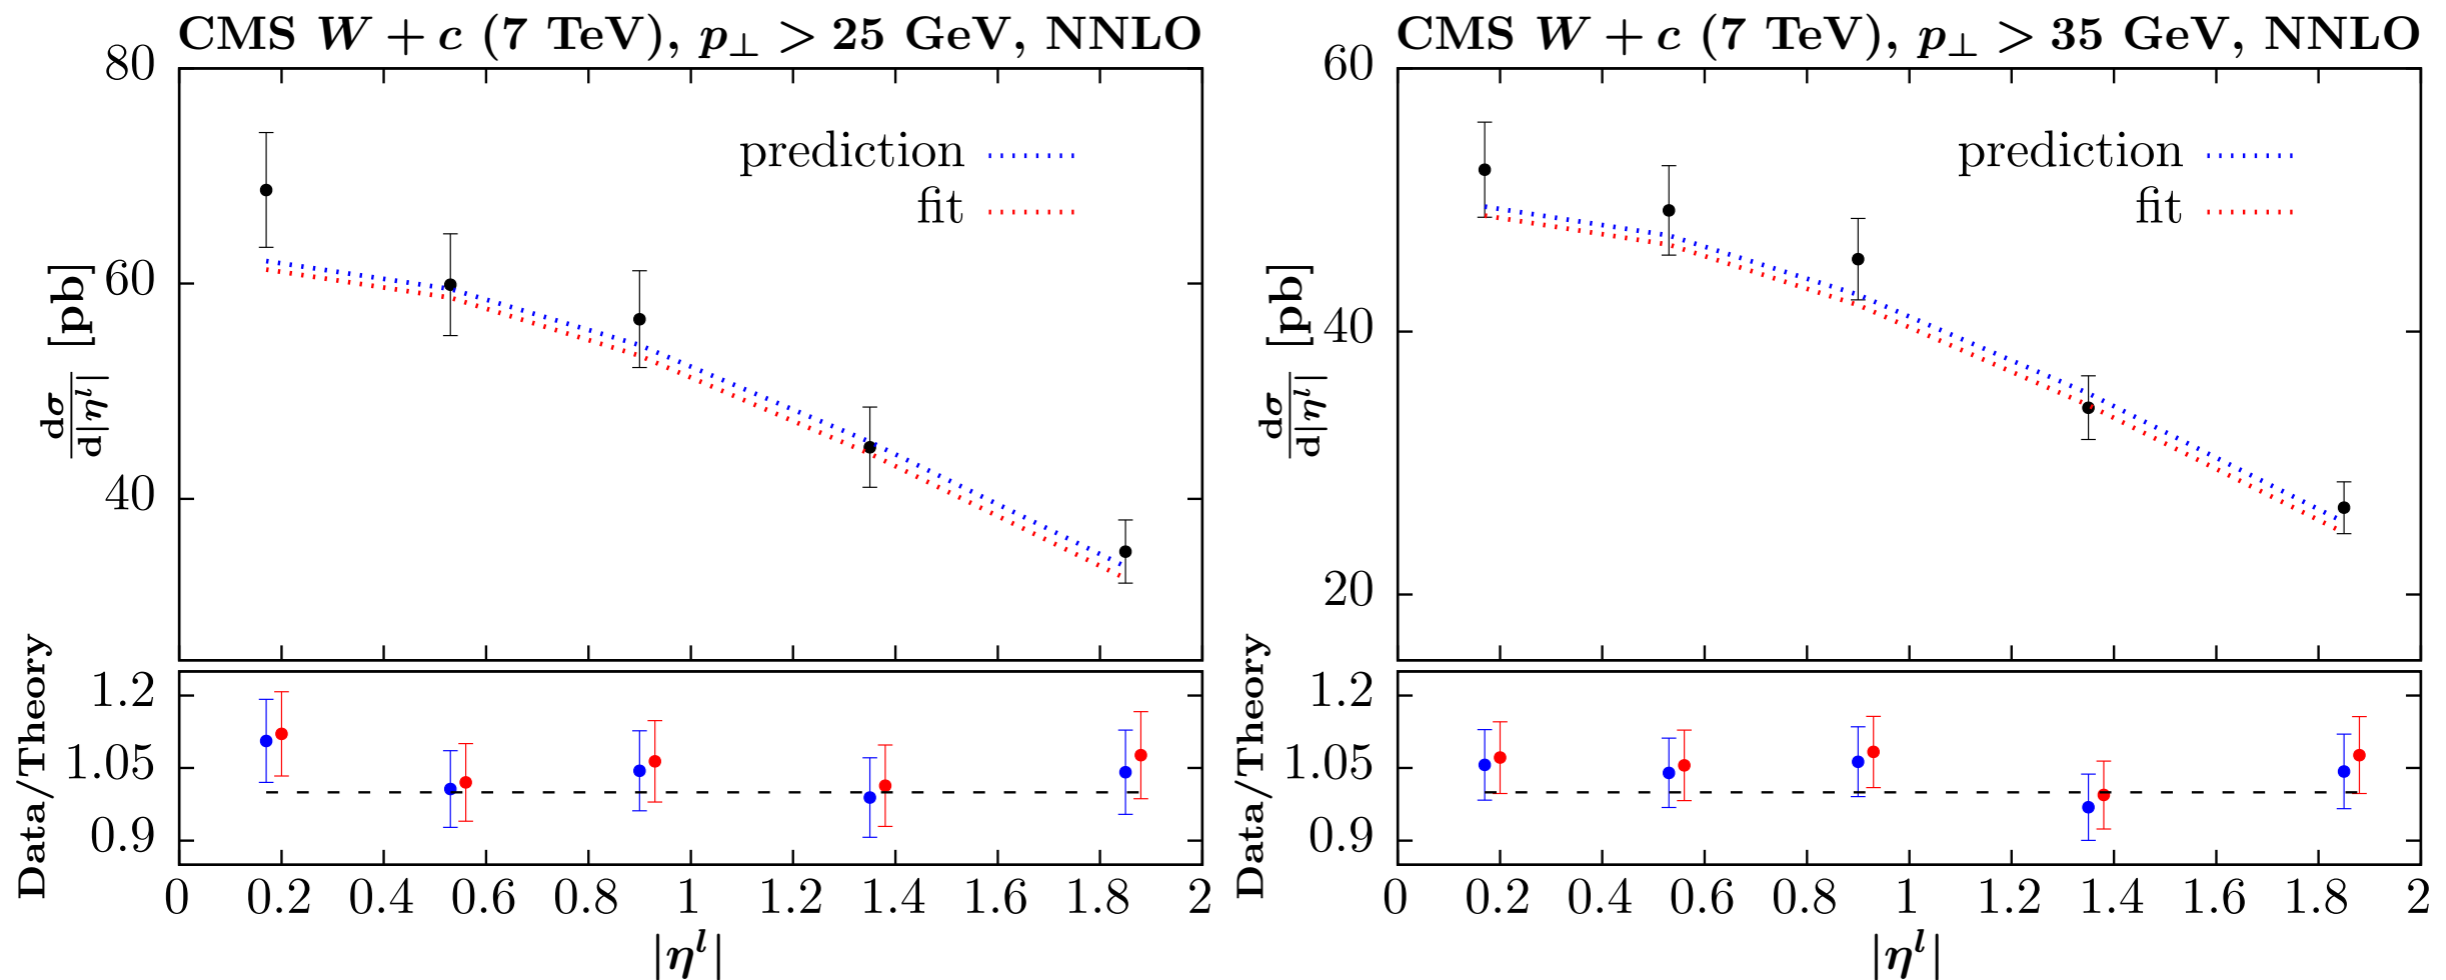 CMS W + c (7 TeV), p⊥ > 25 GeV, NNLO
80
60
40
dσ/d|ηˡ| [pb]
prediction
fit
Data/Theory
1.2
1.05
0.9
0 0.2 0.4 0.6 0.8 1 1.2 1.4 1.6 1.8 2
|ηˡ|
CMS W + c (7 TeV), p⊥ > 35 GeV, NNLO
60
40
20
dσ/d|ηˡ| [pb]
prediction
fit
Data/Theory
1.2
1.05
0.9
0 0.2 0.4 0.6 0.8 1 1.2 1.4 1.6 1.8 2
|ηˡ|